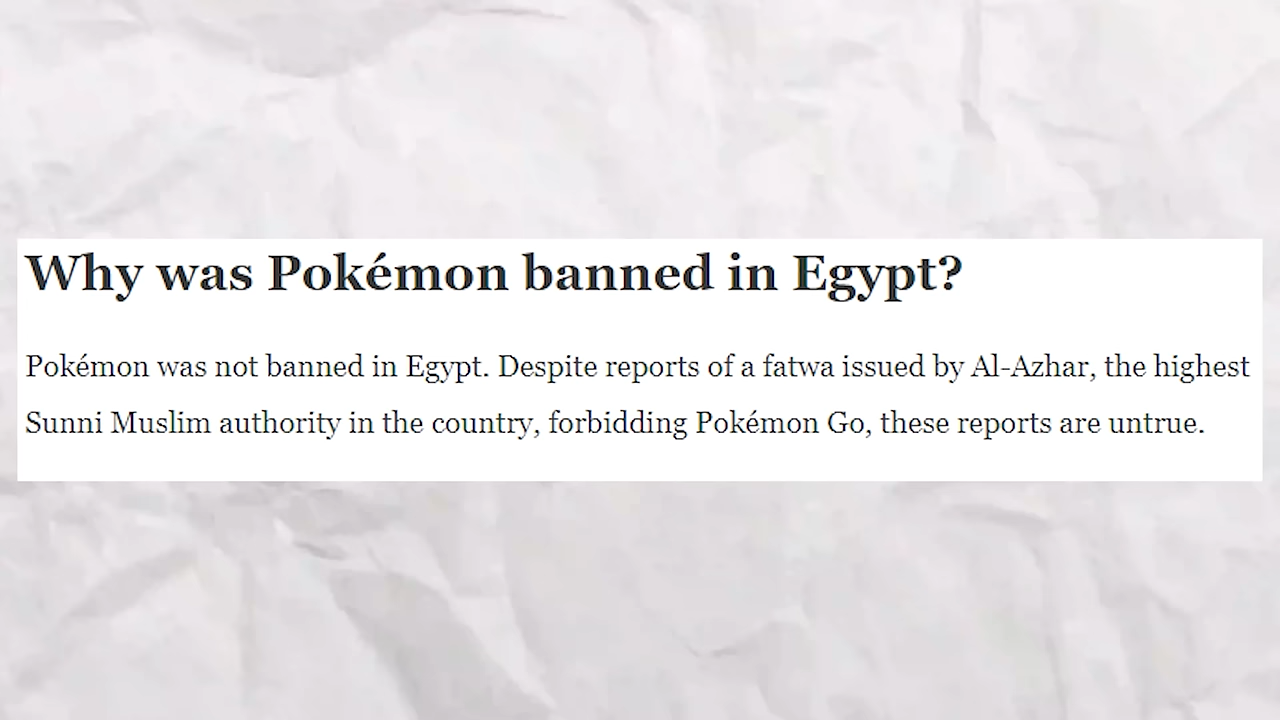 Why was Pokémon banned in Egypt?
Pokémon was not banned in Egypt. Despite reports of a fatwa issued by Al-Azhar, the highest
Sunni Muslim authority in the country, forbidding Pokémon Go, these reports are untrue.